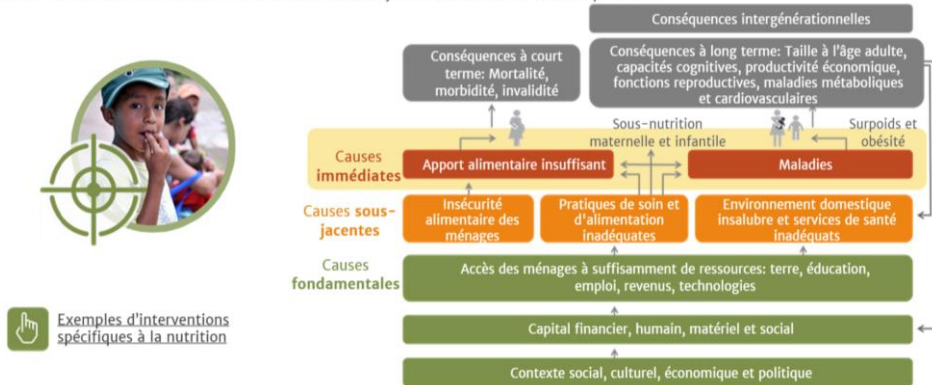 Conséquences intergénérationnelles
Conséquences à court
terme: Mortalité,
morbidité, invalidité
Conséquences à long terme: Taille à l'âge adulte,
capacités cognitives, productivité économique,
fonctions reproductives, maladies métaboliques
et cardiovasculaires
Sous-nutrition
maternelle et infantile
Surpoids et
obésité
Causes
immédiates
Apport alimentaire insuffisant
Maladies
Causes sous-
jacentes
Insécurité
alimentaire des
ménages
Pratiques de soin et
d'alimentation
inadéquates
Environnement domestique
insalubre et services de santé
inadéquats
Causes
fondamentales
Accès des ménages à suffisamment de ressources: terre, éducation,
emploi, revenus, technologies
Exemples d'interventions
spécifiques à la nutrition
Capital financier, humain, matériel et social
Contexte social, culturel, économique et politique